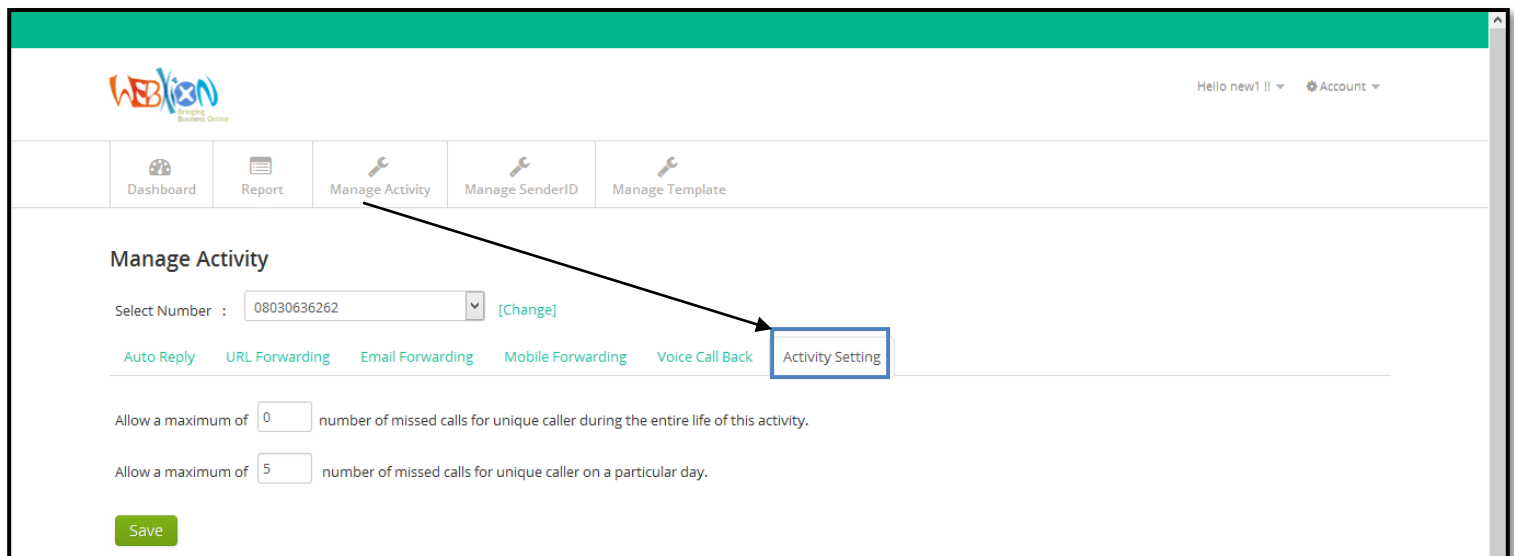 WEBXION
Bringing
Business Online
Hello new1 !! Account
Dashboard Report Manage Activity Manage SenderID Manage Template
Manage Activity
Select Number : 08030636262 [Change]
Auto Reply URL Forwarding Email Forwarding Mobile Forwarding Voice Call Back Activity Setting
Allow a maximum of 0 number of missed calls for unique caller during the entire life of this activity.
Allow a maximum of 5 number of missed calls for unique caller on a particular day.
Save